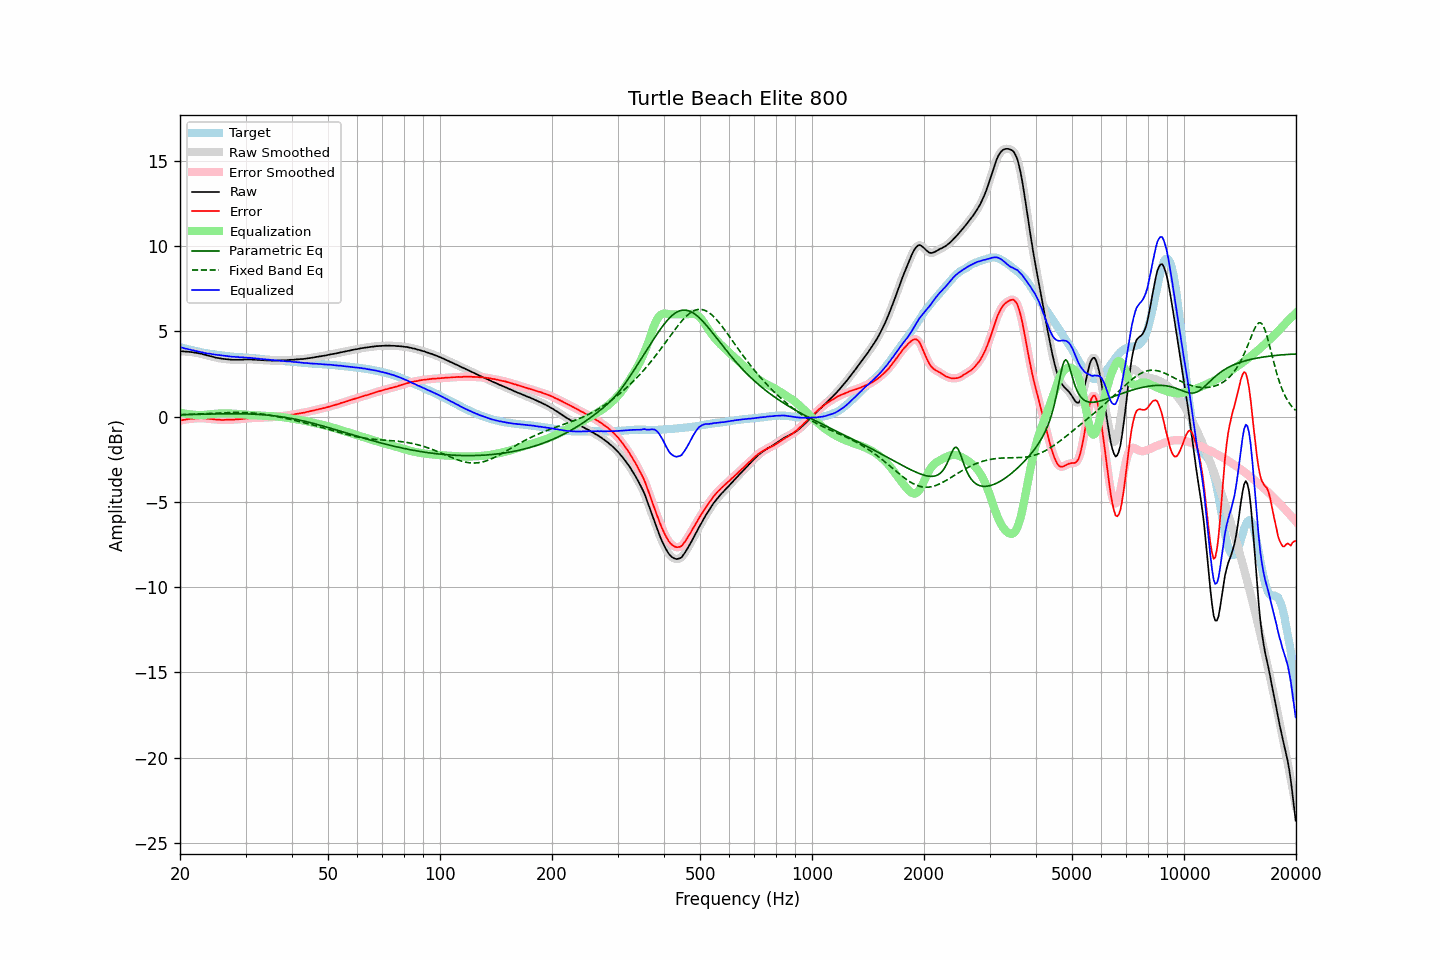 Turtle Beach Elite 800
Target
Raw Smoothed
Error Smoothed
Raw
Error
Equalization
Parametric Eq
Fixed Band Eq
Equalized
15
10
5
0
−5
−10
−15
−20
−25
Amplitude (dBr)
20 50 100 200 500 1000 2000 5000 10000 20000
Frequency (Hz)